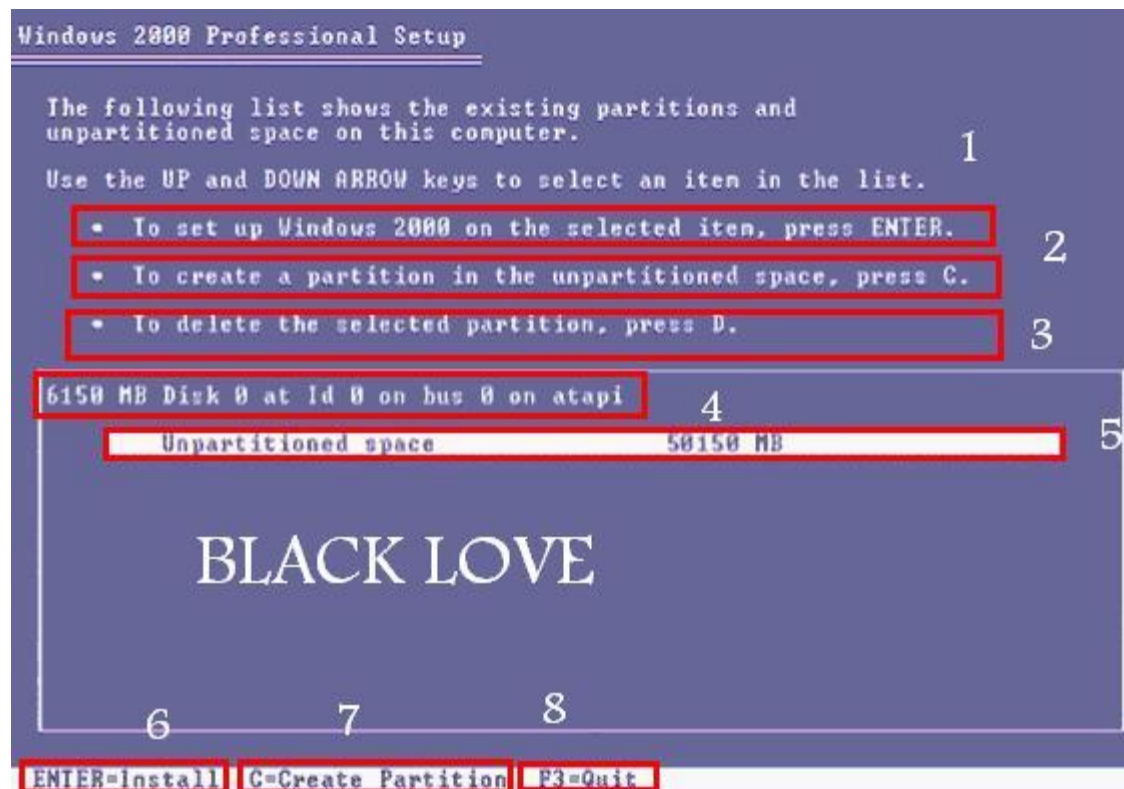 Windows 2000 Professional Setup
The following list shows the existing partitions and
unpartitioned space on this computer.
1
Use the UP and DOWN ARROW keys to select an item in the list.
• To set up Windows 2000 on the selected item, press ENTER.
2
• To create a partition in the unpartitioned space, press C.
• To delete the selected partition, press D.
3
6150 MB Disk 0 at Id 0 on bus 0 on atapi
4
Unpartitioned space 50150 MB
5
BLACK LOVE
6 7 8
ENTER=Install C=Create Partition F3=Quit